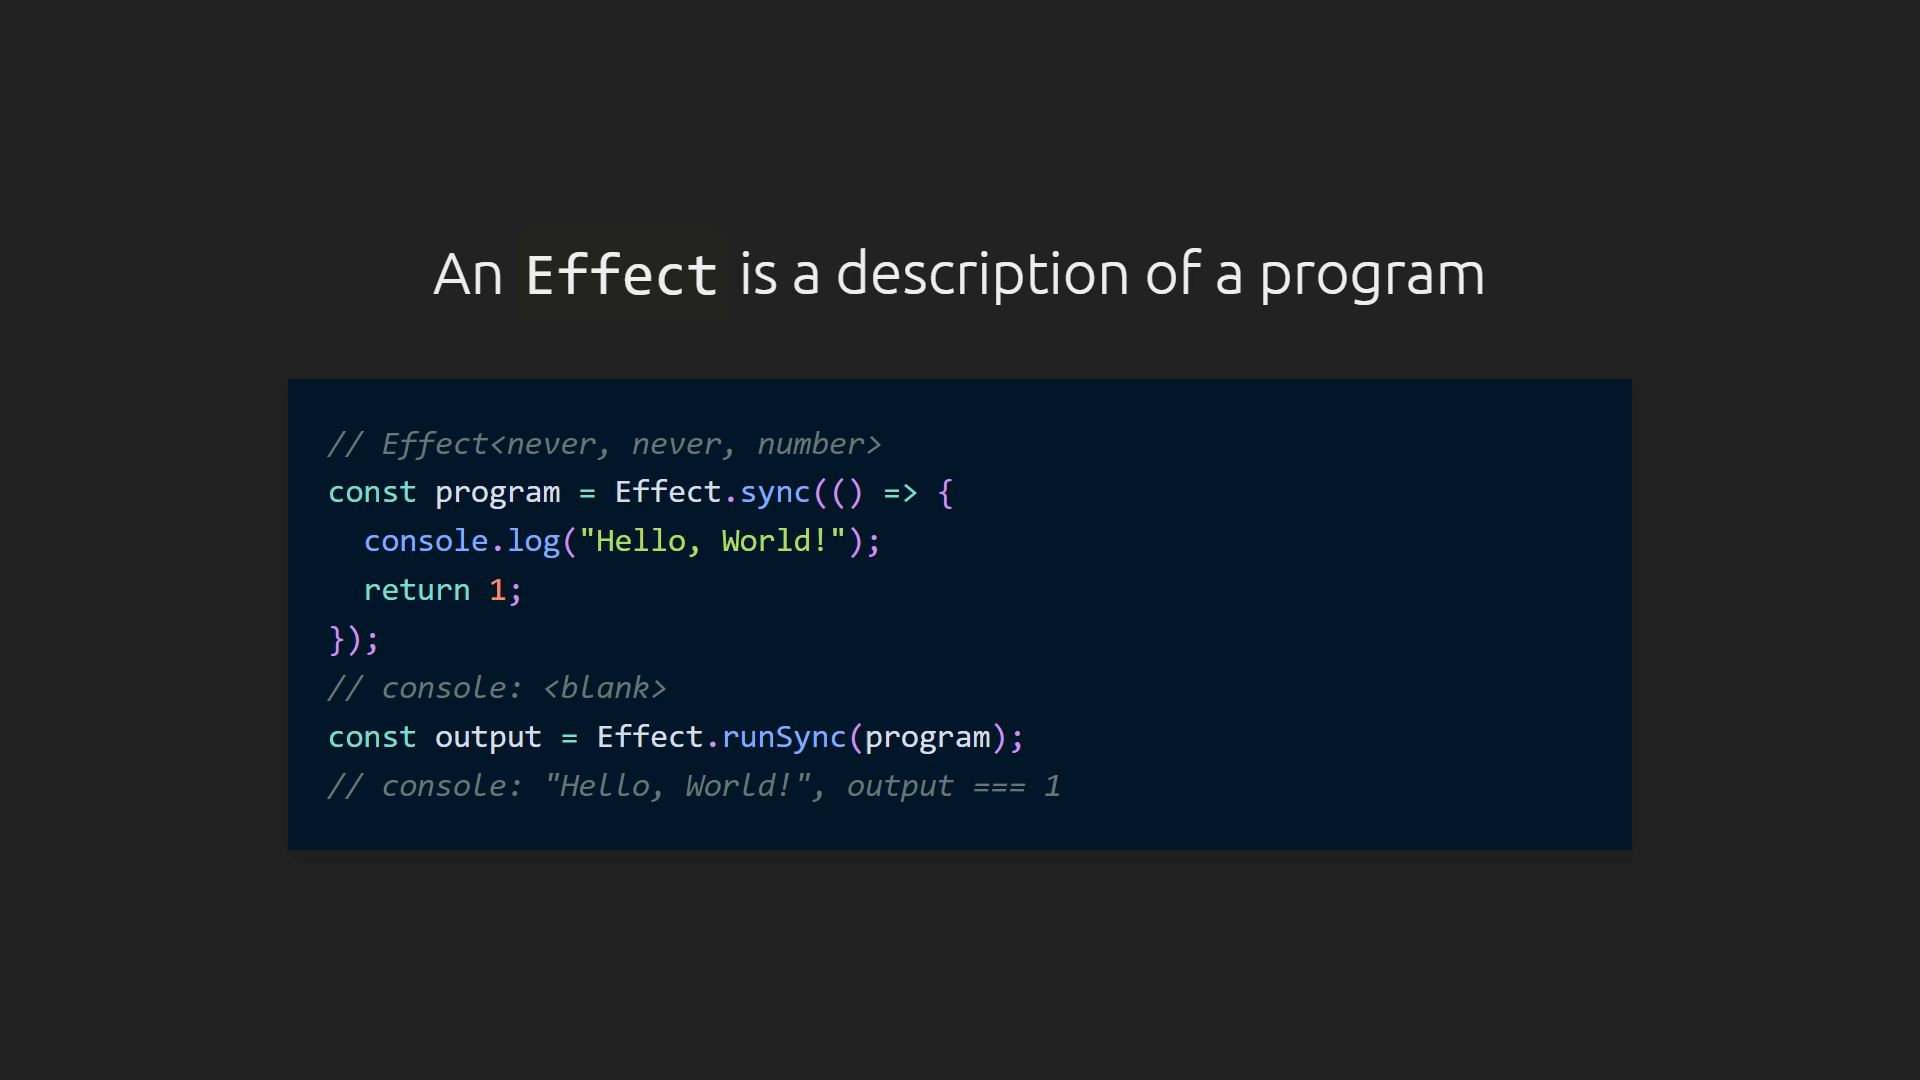 An Effect is a description of a program
// Effect<never, never, number>
const program = Effect.sync(() => {
  console.log("Hello, World!");
  return 1;
});
// console: <blank>
const output = Effect.runSync(program);
// console: "Hello, World!", output === 1